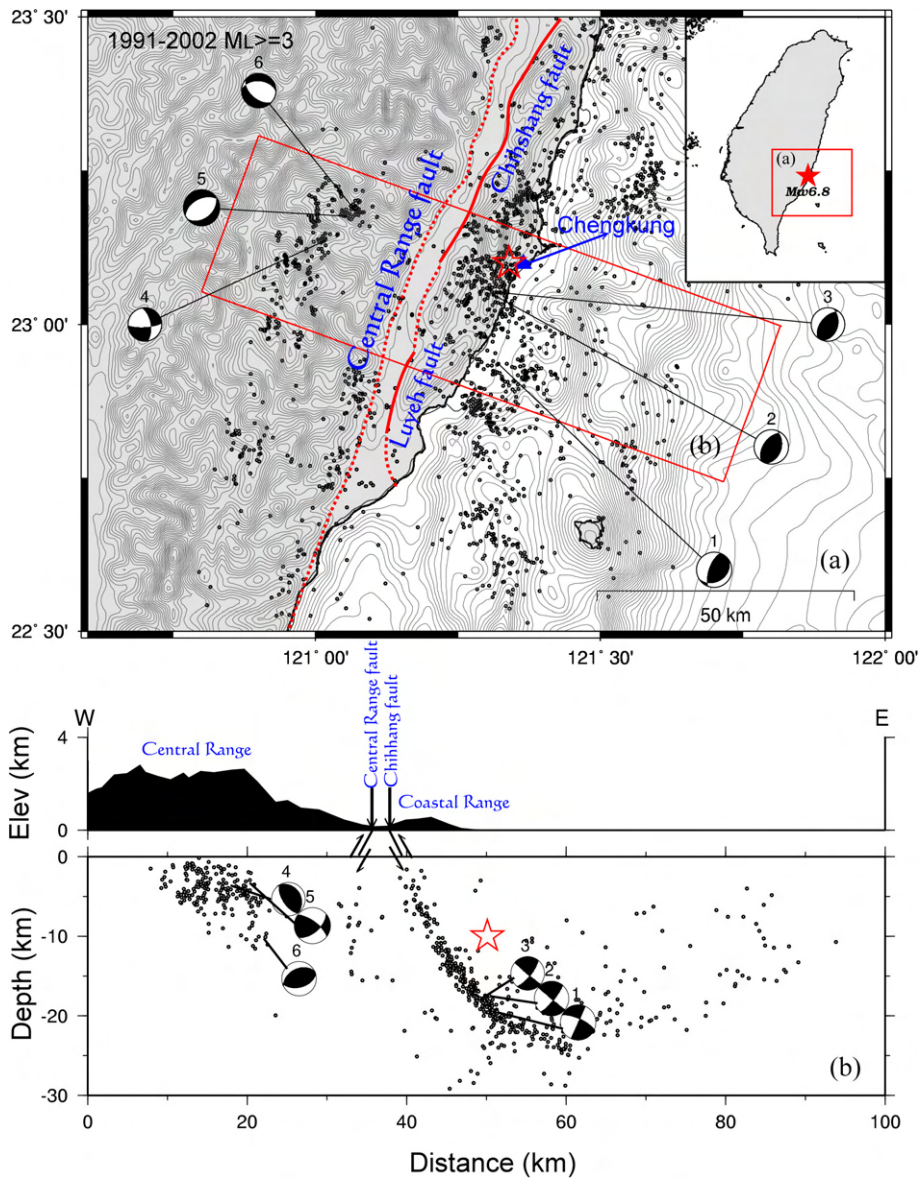 23° 30'
1991-2002 ML>=3
6
5
4
Central Range fault
Chihshang fault
Luyeh fault
Chengkung
(a)
Mw6.8
3
23° 00'
2
(b)
1
(a)
50 km
22° 30'
121° 00'
121° 30'
122° 00'
Central Range fault
Chihhang fault
W
E
4
Central Range
Coastal Range
Elev (km)
0
0
4
5
-10
6
3
2
1
Depth (km)
-20
(b)
-30
0
20
40
60
80
100
Distance (km)